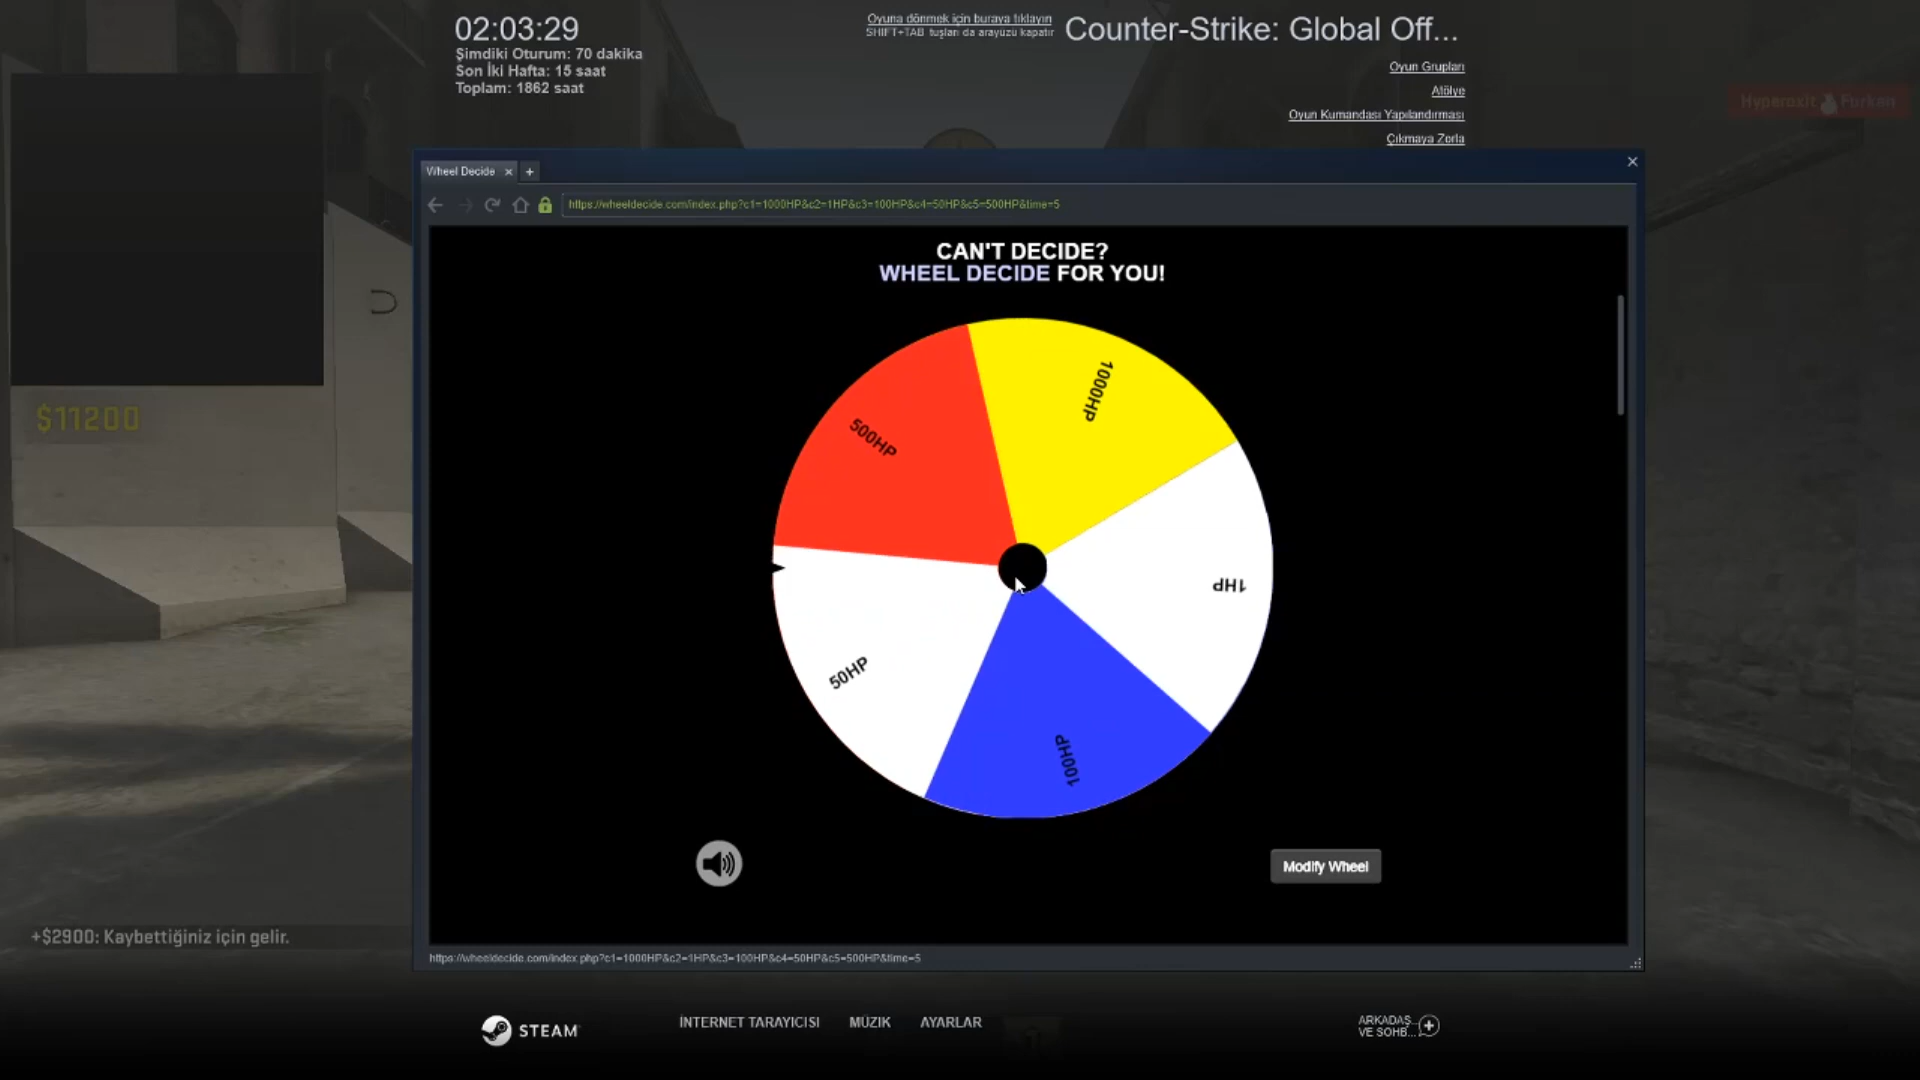 02:03:29
Şimdiki Oturum: 70 dakika
Son İki Hafta: 15 saat
Toplam: 1862 saat
Oyuna dönmek için buraya tıklayın
SHIFT+TAB tuşları da arayüzü kapatır
Counter-Strike: Global Off...
Oyun Grupları
Atölye
Oyun Kumandası Yapılandırması
Çıkmaya Zorla
Hyperoxit Furkan
Wheel Decide
https://wheeldecide.com/index.php?c1=1000HP&c2=1HP&c3=100HP&c4=50HP&c5=500HP&time=5
CAN'T DECIDE?
WHEEL DECIDE FOR YOU!
1000HP
500HP
1HP
50HP
100HP
$11200
Modify Wheel
+$2900: Kaybettiğiniz için gelir.
https://wheeldecide.com/index.php?c1=1000HP&c2=1HP&c3=100HP&c4=50HP&c5=500HP&time=5
STEAM
İNTERNET TARAYICISI
MÜZİK
AYARLAR
ARKADAŞ...
VE SOHB...